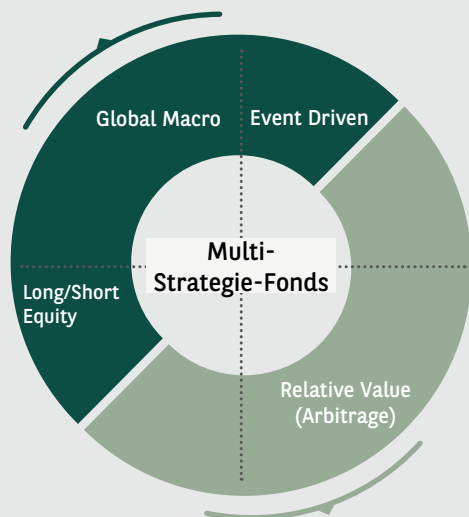 Global Macro
Event Driven
Multi-
Strategie-Fonds
Long/Short
Equity
Relative Value
(Arbitrage)